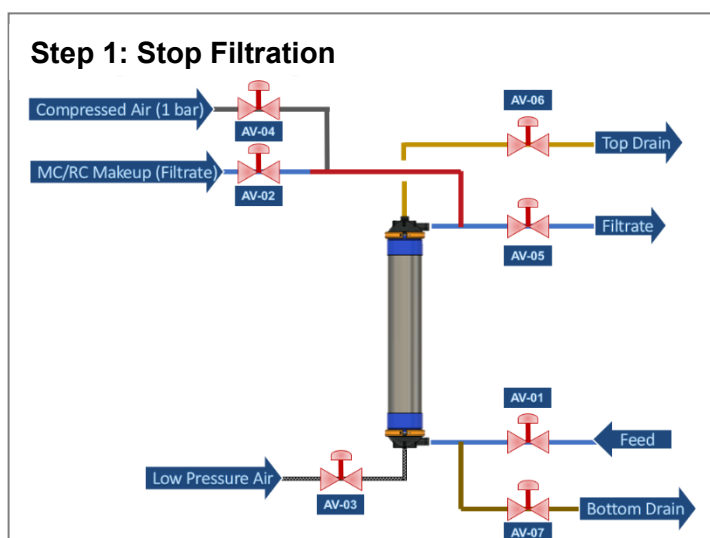 Step 1: Stop Filtration
Compressed Air (1 bar)
AV-04
AV-06
Top Drain
MC/RC Makeup (Filtrate)
AV-02
Filtrate
AV-05
AV-01
Feed
Low Pressure Air
AV-03
Bottom Drain
AV-07